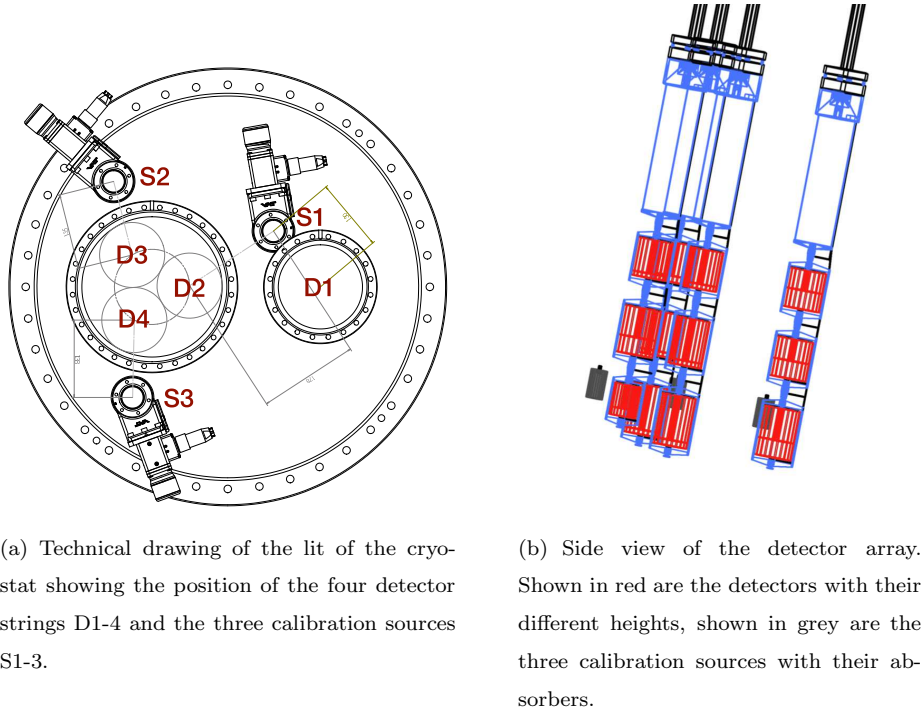 S2
S1
D3
D2
D1
D4
S3
(a) Technical drawing of the lit of the cryo-
stat showing the position of the four detector
strings D1-4 and the three calibration sources
S1-3.
(b) Side view of the detector array.
Shown in red are the detectors with their
different heights, shown in grey are the
three calibration sources with their ab-
sorbers.